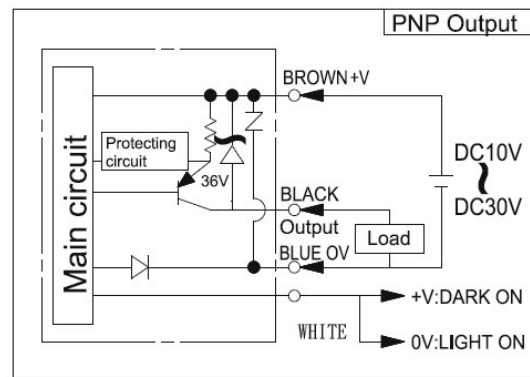 PNP Output
BROWN+V
Protecting
circuit
36V
Main circuit
BLACK
Output
DC10V
DC30V
Load
BLUE OV
+V:DARK ON
WHITE
0V:LIGHT ON